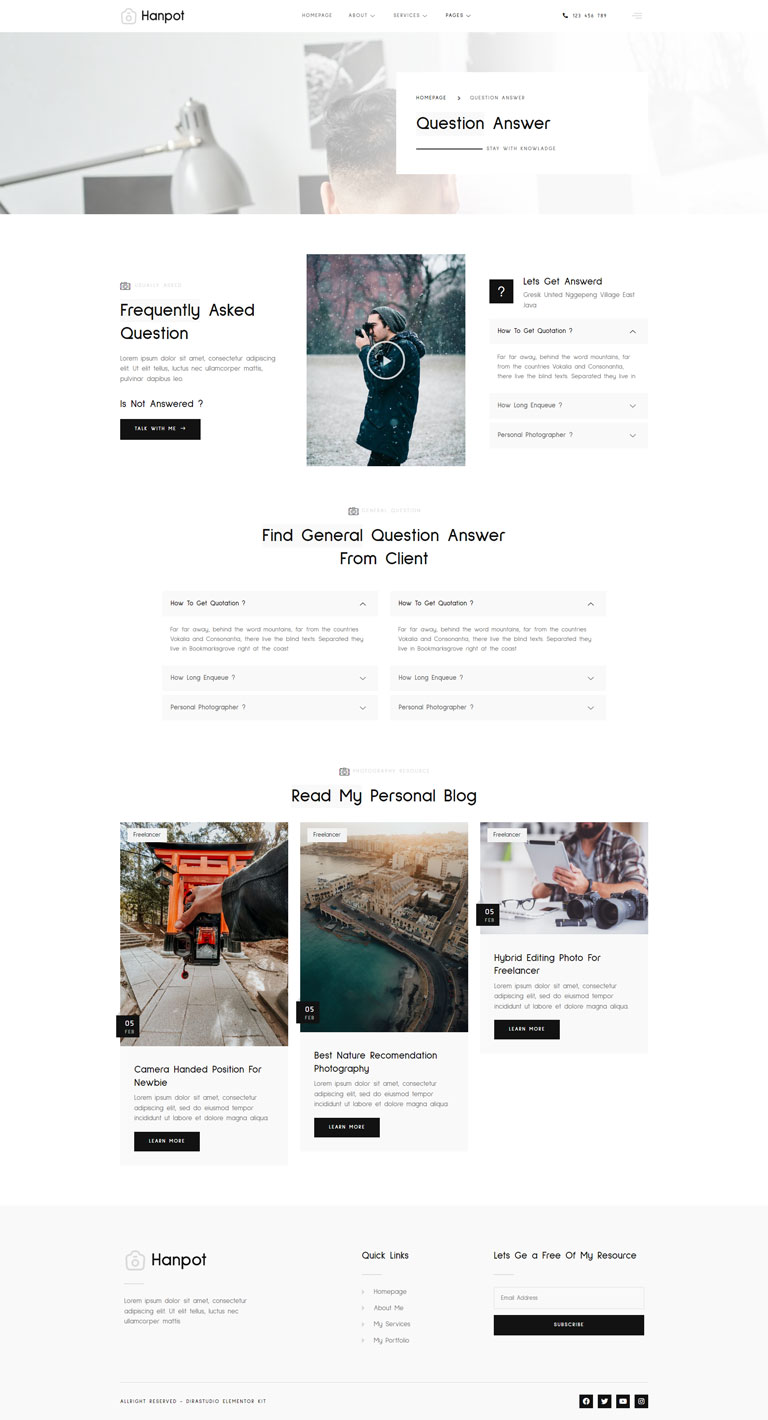 Hanpot
HOMEPAGE
ABOUT
SERVICES
PAGES
123 456 789
HOMEPAGE > QUESTION ANSWER
Question Answer
STAY WITH KNOWLADGE
USUALLY ASKED
Frequently Asked
Question
Lorem ipsum dolor sit amet, consectetur adipiscing
elit. Ut elit tellus, luctus nec ullamcorper mattis,
pulvinar dapibus leo.
Is Not Answered ?
TALK WITH ME →
?
Lets Get Answerd
Gresik United Nggepeng Village East
Java
How To Get Quotation ?
Far far away, behind the word mountains, far
from the countries Vokalia and Consonantia,
there live the blind texts. Separated they live in
How Long Enqueue ?
Personal Photographer ?
GENERAL QUESTION
Find General Question Answer
From Client
How To Get Quotation ?
Far far away, behind the word mountains, far from the countries
Vokalia and Consonantia, there live the blind texts. Separated they
live in Bookmarksgrove right at the coast
How Long Enqueue ?
Personal Photographer ?
How To Get Quotation ?
Far far away, behind the word mountains, far from the countries
Vokalia and Consonantia, there live the blind texts. Separated they
live in Bookmarksgrove right at the coast
How Long Enqueue ?
Personal Photographer ?
PHOTOGRAPHY RESOURCE
Read My Personal Blog
Freelancer
05
FEB
Camera Handed Position For
Newbie
Lorem ipsum dolor sit amet, consectetur
adipiscing elit, sed do eiusmod tempor
incididunt ut labore et dolore magna aliqua.
LEARN MORE
Freelancer
05
FEB
Best Nature Recomendation
Photography
Lorem ipsum dolor sit amet, consectetur
adipiscing elit, sed do eiusmod tempor
incididunt ut labore et dolore magna aliqua.
LEARN MORE
Freelancer
05
FEB
Hybrid Editing Photo For
Freelancer
Lorem ipsum dolor sit amet, consectetur
adipiscing elit, sed do eiusmod tempor
incididunt ut labore et dolore magna aliqua.
LEARN MORE
Hanpot
Lorem ipsum dolor sit amet, consectetur
adipiscing elit. Ut elit tellus, luctus nec
ullamcorper mattis
Quick Links
> Homepage
> About Me
> My Services
> My Portfolio
Lets Ge a Free Of My Resource
Email Address
SUBSCRIBE
ALLRIGHT RESERVED - DIRASTUDIO ELEMENTOR KIT